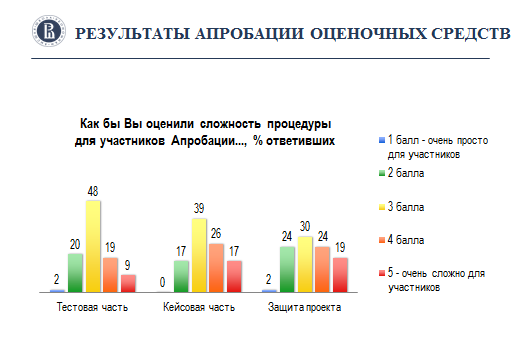 РЕЗУЛЬТАТЫ АПРОБАЦИИ ОЦЕНОЧНЫХ СРЕДСТВ
Как бы Вы оценили сложность процедуры
для участников Апробации..., % ответивших
2 20 48 19 9
0 17 39 26 17
2 24 30 24 19
Тестовая часть Кейсовая часть Защита проекта
1 балл - очень просто
для участников
2 балла
3 балла
4 балла
5 - очень сложно для
участников